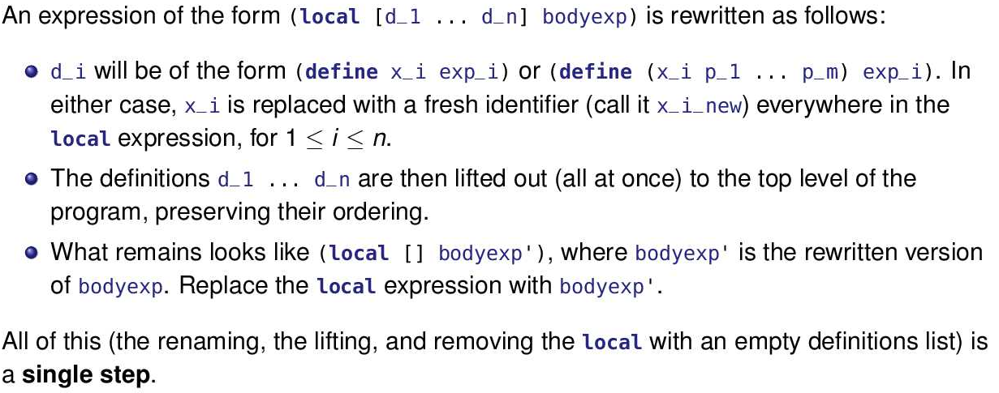 An expression of the form (local [d_1 ... d_n] bodyexp) is rewritten as follows:
d_i will be of the form (define x_i exp_i) or (define (x_i p_1 ... p_m) exp_i). In
either case, x_i is replaced with a fresh identifier (call it x_i_new) everywhere in the
local expression, for 1 ≤ i ≤ n.
The definitions d_1 ... d_n are then lifted out (all at once) to the top level of the
program, preserving their ordering.
What remains looks like (local [] bodyexp'), where bodyexp' is the rewritten version
of bodyexp. Replace the local expression with bodyexp'.
All of this (the renaming, the lifting, and removing the local with an empty definitions list) is
a single step.